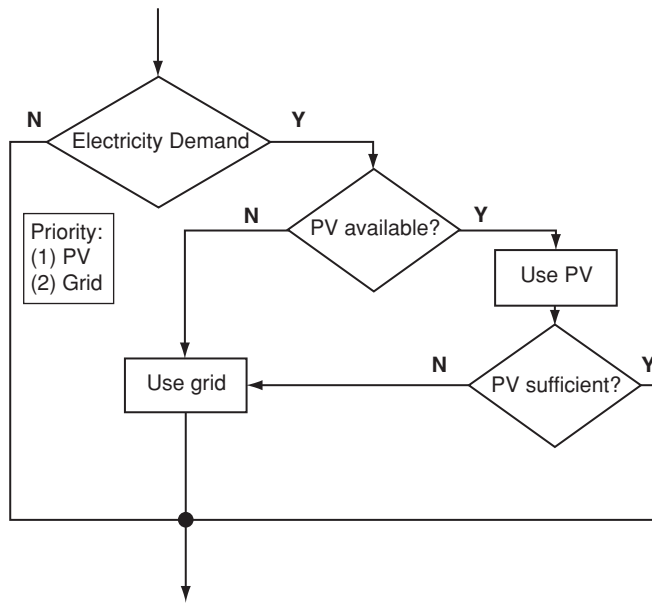 N
Y
Electricity Demand
N
Y
PV available?
Priority:
(1) PV
(2) Grid
Use PV
N
Y
Use grid
PV sufficient?